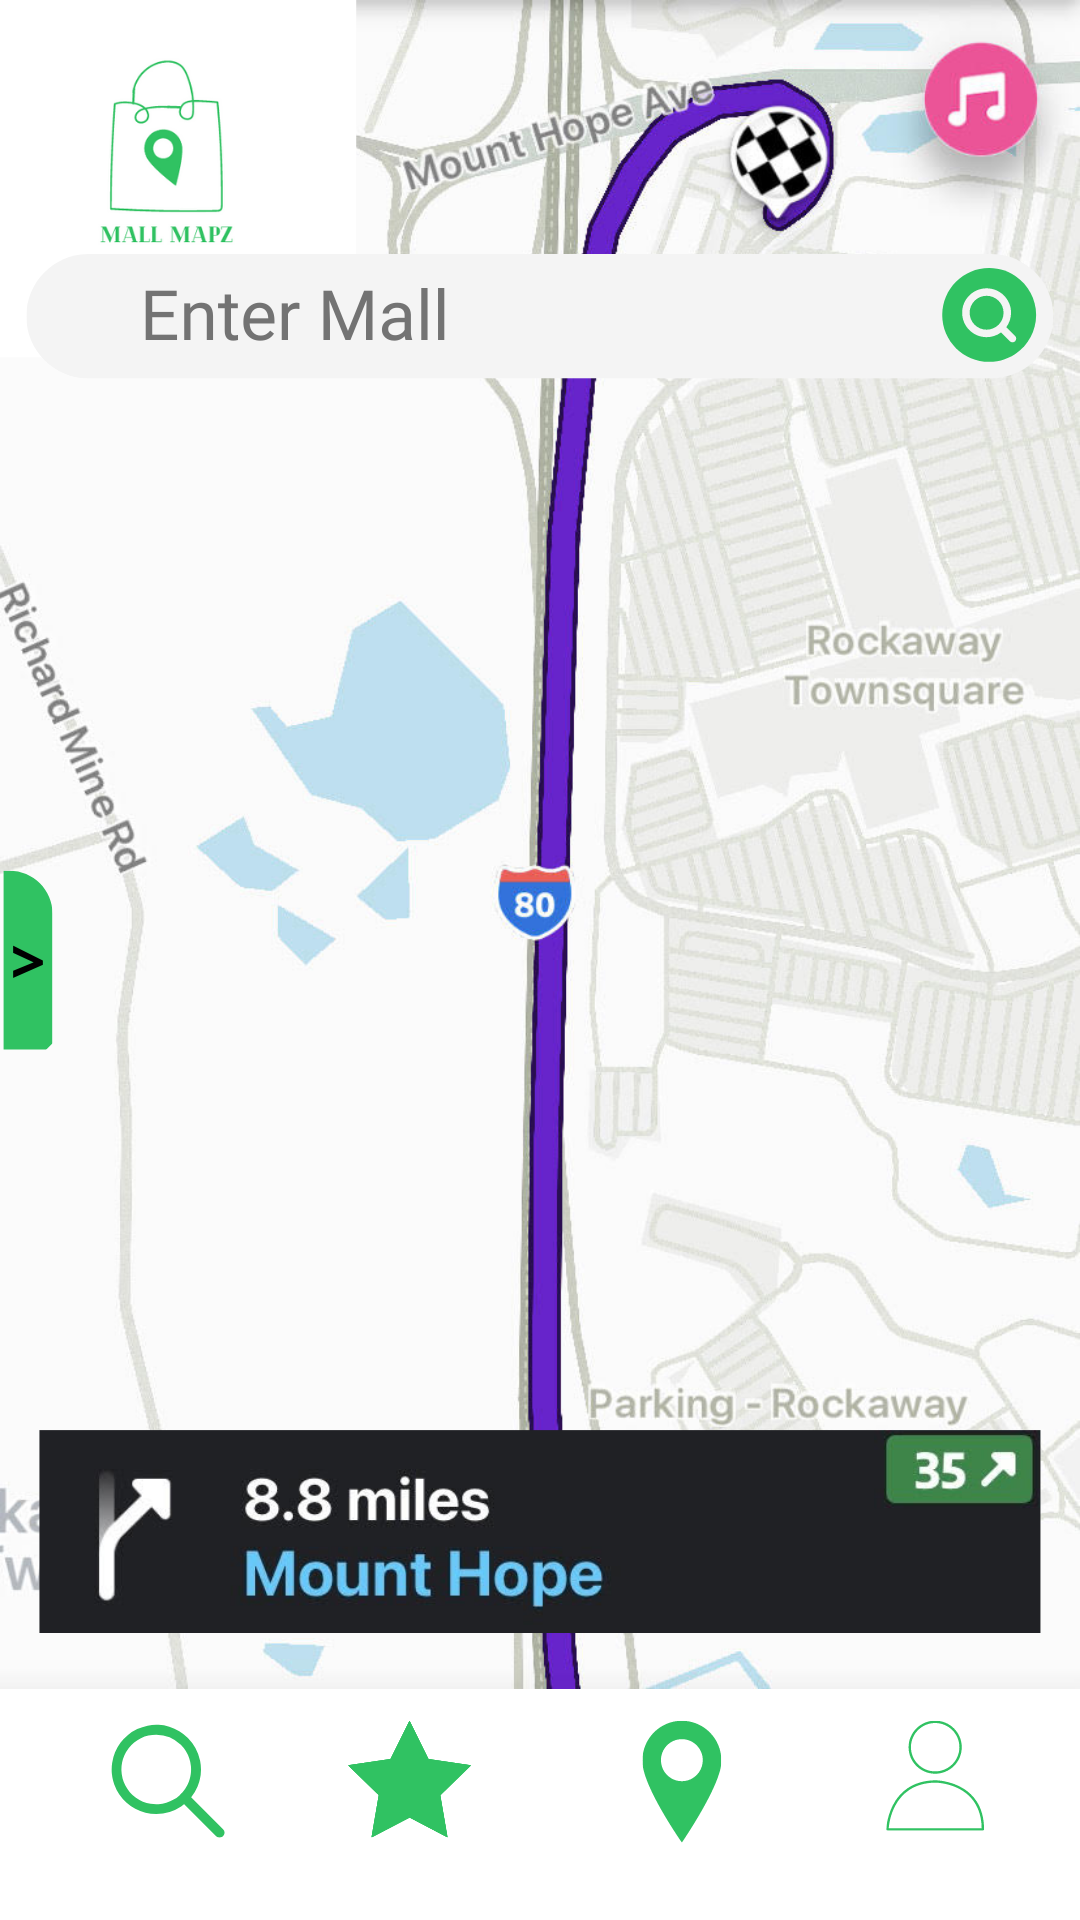 Mount Hope Ave
MALL MAPZ
Enter Mall
Richard Mine Rd
Rockaway
Townsquare
80
>
Parking - Rockaway
35
8.8 miles
Mount Hope